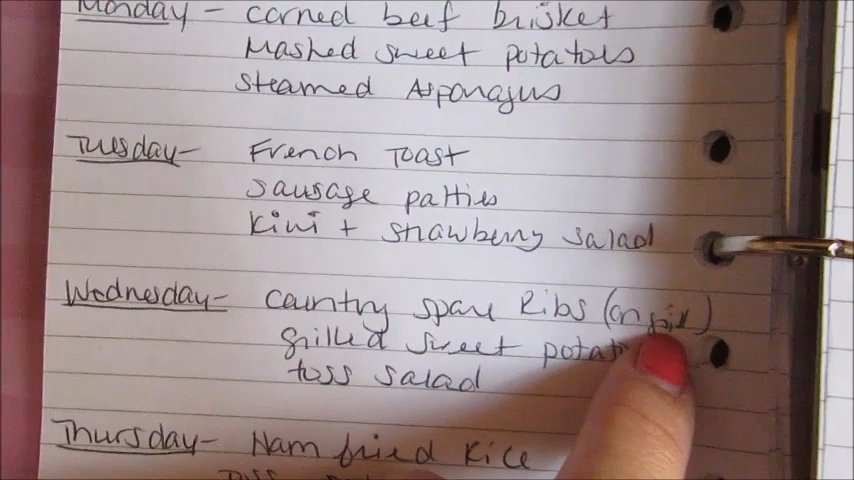 Monday - corned beef brisket
Mashed sweet potatoes
steamed Asparagus
Tuesday- French Toast
sausage patties
kiwi + strawberry salad
Wednesday- country spare Ribs (on
grilled sweet
toss salad
Thursday- Ham fried Rice